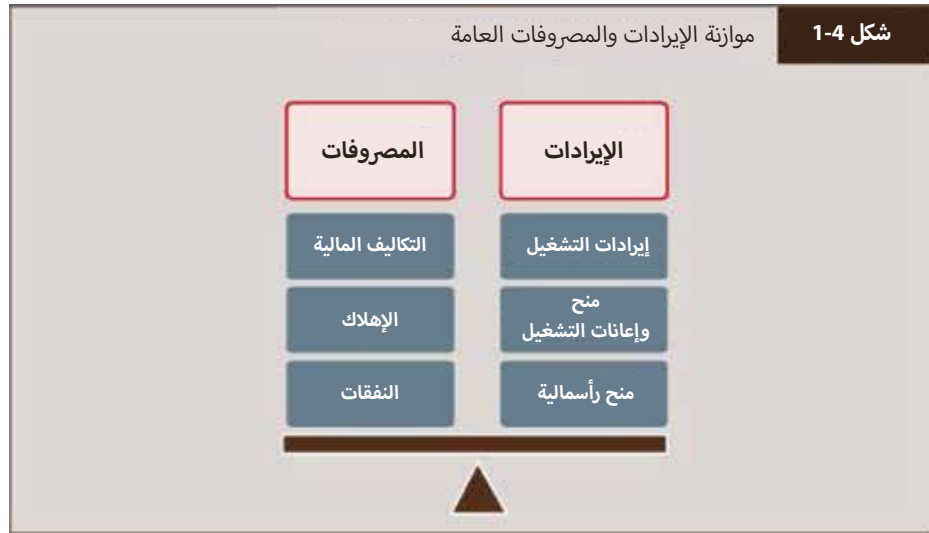 شكل 4-1
موازنة الإيرادات والمصروفات العامة
الإيرادات
المصروفات
إيرادات التشغيل
التكاليف المالية
منح
وإعانات التشغيل
الإهلاك
منح رأسمالية
النفقات